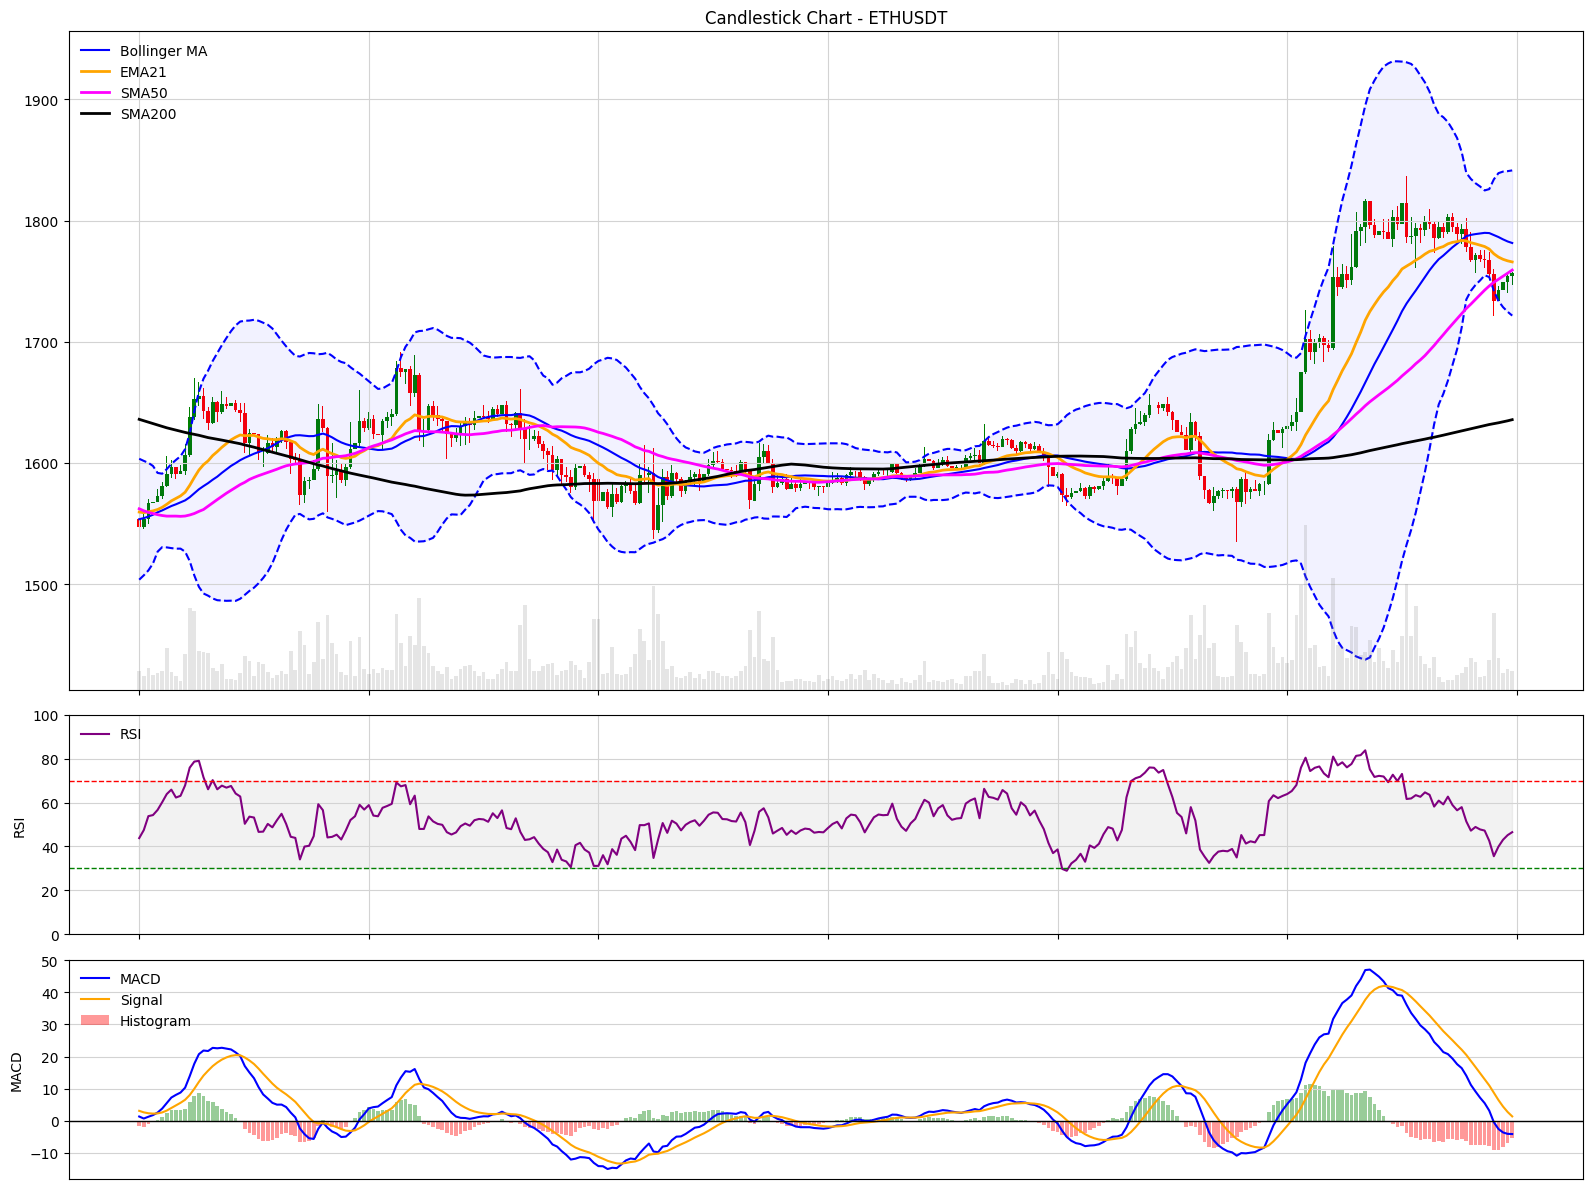 Candlestick Chart - ETHUSDT
Bollinger MA
EMA21
SMA50
SMA200
1900
1800
1700
1600
1500
RSI
RSI
100
80
60
40
20
0
MACD
Signal
Histogram
MACD
50
40
30
20
10
0
−10